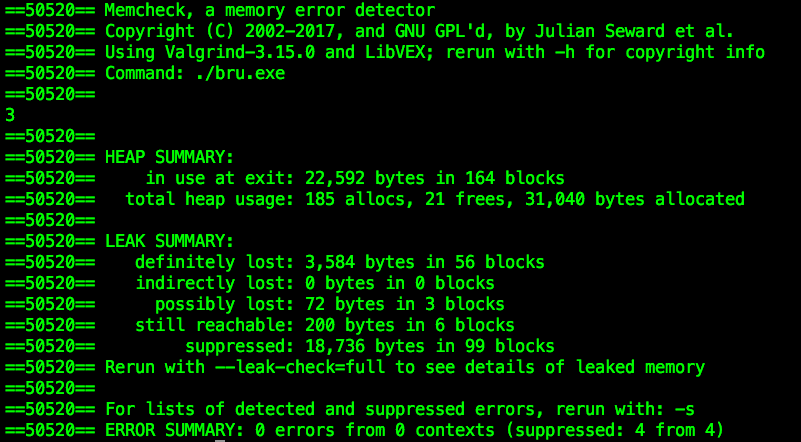 ==50520== Memcheck, a memory error detector
==50520== Copyright (C) 2002-2017, and GNU GPL'd, by Julian Seward et al.
==50520== Using Valgrind-3.15.0 and LibVEX; rerun with -h for copyright info
==50520== Command: ./bru.exe
==50520==
3
==50520==
==50520== HEAP SUMMARY:
==50520==     in use at exit: 22,592 bytes in 164 blocks
==50520==   total heap usage: 185 allocs, 21 frees, 31,040 bytes allocated
==50520==
==50520== LEAK SUMMARY:
==50520==    definitely lost: 3,584 bytes in 56 blocks
==50520==    indirectly lost: 0 bytes in 0 blocks
==50520==      possibly lost: 72 bytes in 3 blocks
==50520==    still reachable: 200 bytes in 6 blocks
==50520==         suppressed: 18,736 bytes in 99 blocks
==50520== Rerun with --leak-check=full to see details of leaked memory
==50520==
==50520== For lists of detected and suppressed errors, rerun with: -s
==50520== ERROR SUMMARY: 0 errors from 0 contexts (suppressed: 4 from 4)